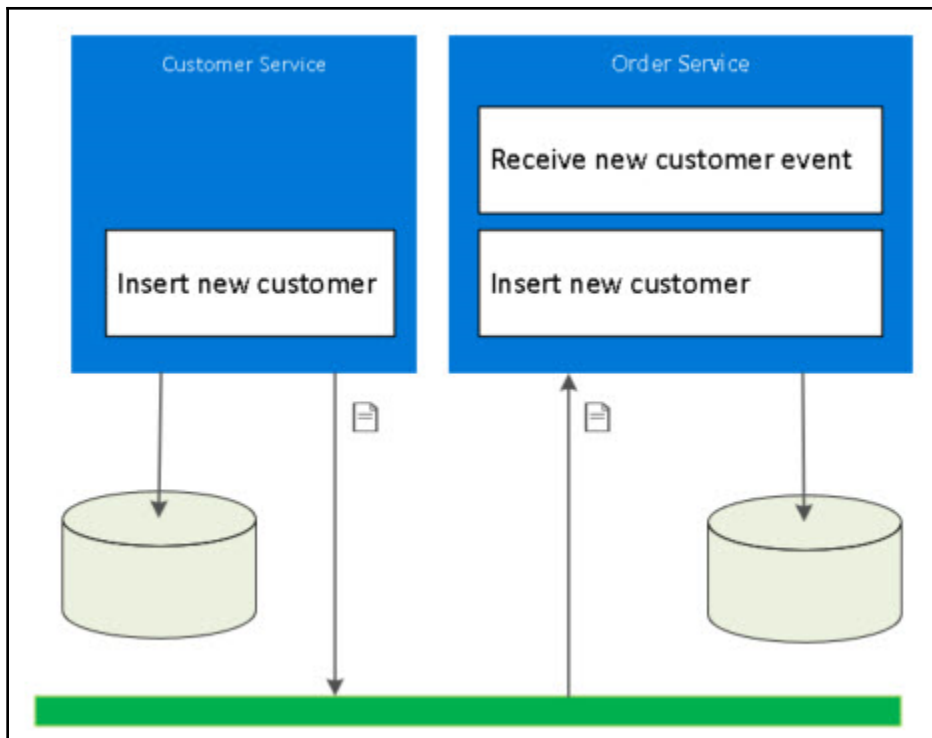 Customer Service
Order Service
Receive new customer event
Insert new customer
Insert new customer